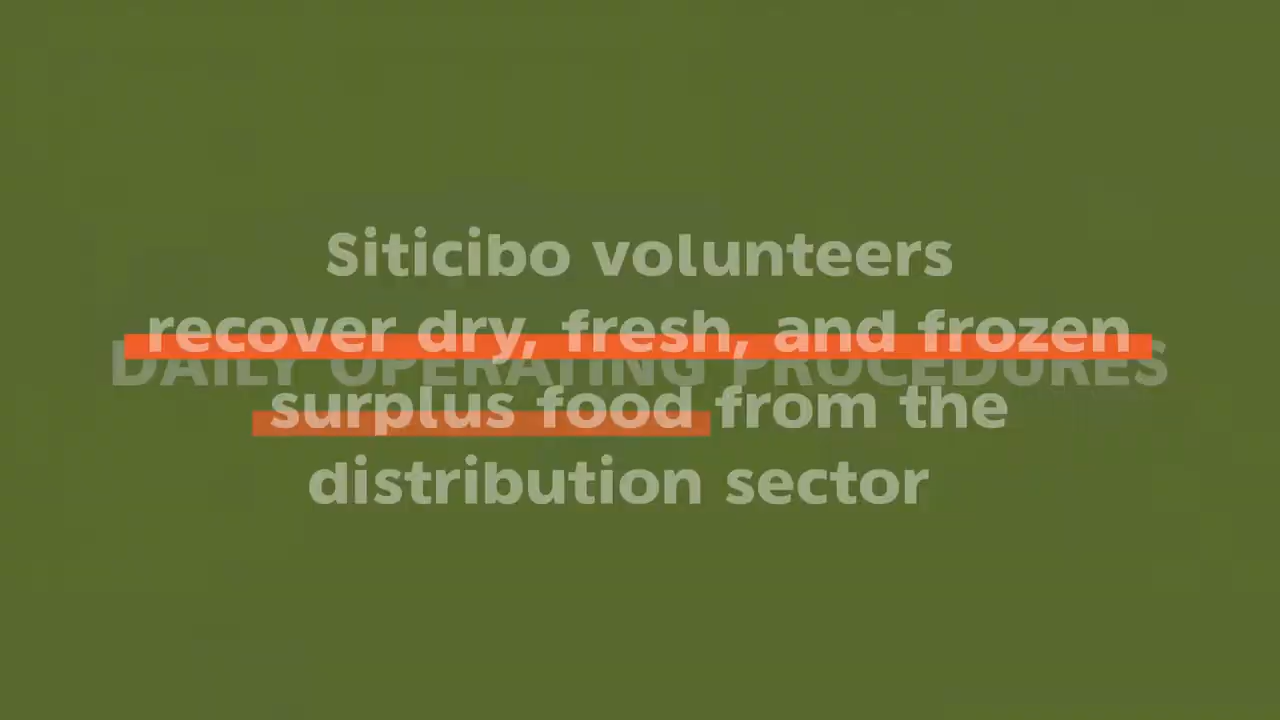 Siticibo volunteers
recover dry, fresh, and frozen
DAILY OPERATING PROCEDURES
surplus food from the
distribution sector